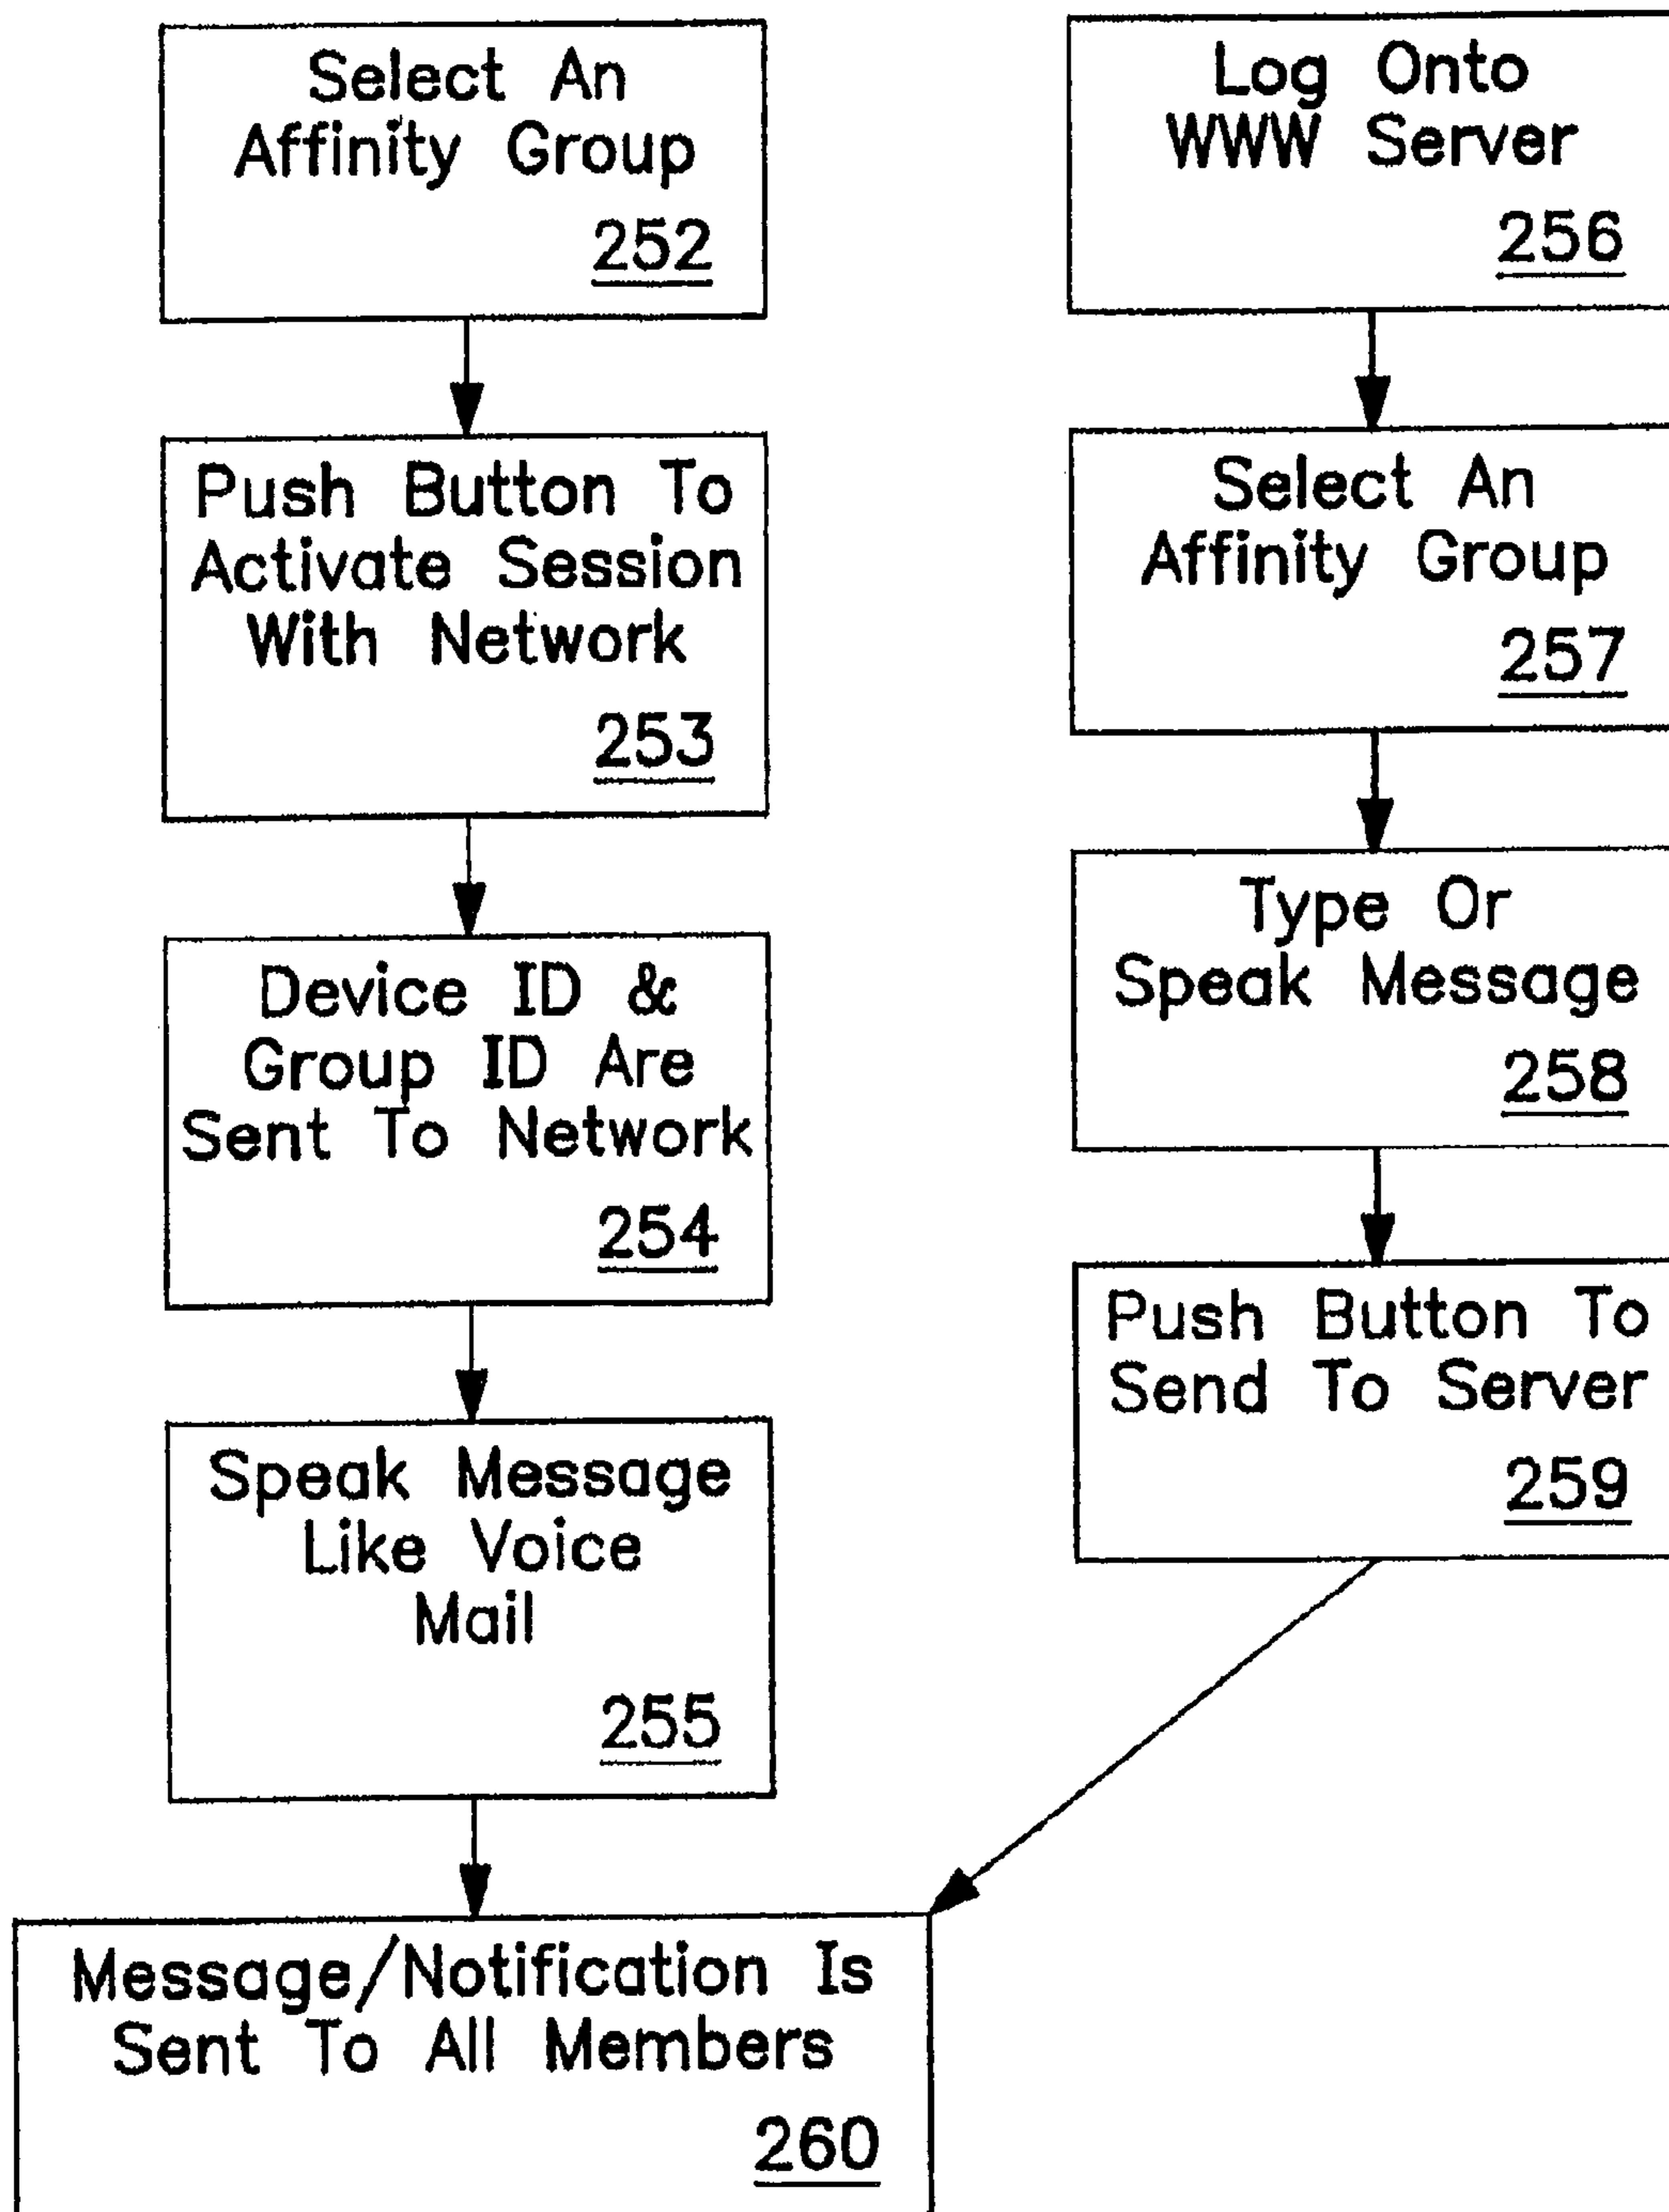 Select An
Affinity Group
252
Push Button To
Activate Session
With Network
253
Device ID &
Group ID Are
Sent To Network
254
Speak Message
Like Voice
Mail
255
Log Onto
WWW Server
256
Select An
Affinity Group
257
Type Or
Speak Message
258
Push Button To
Send To Server
259
Message/Notification Is
Sent To All Members
260